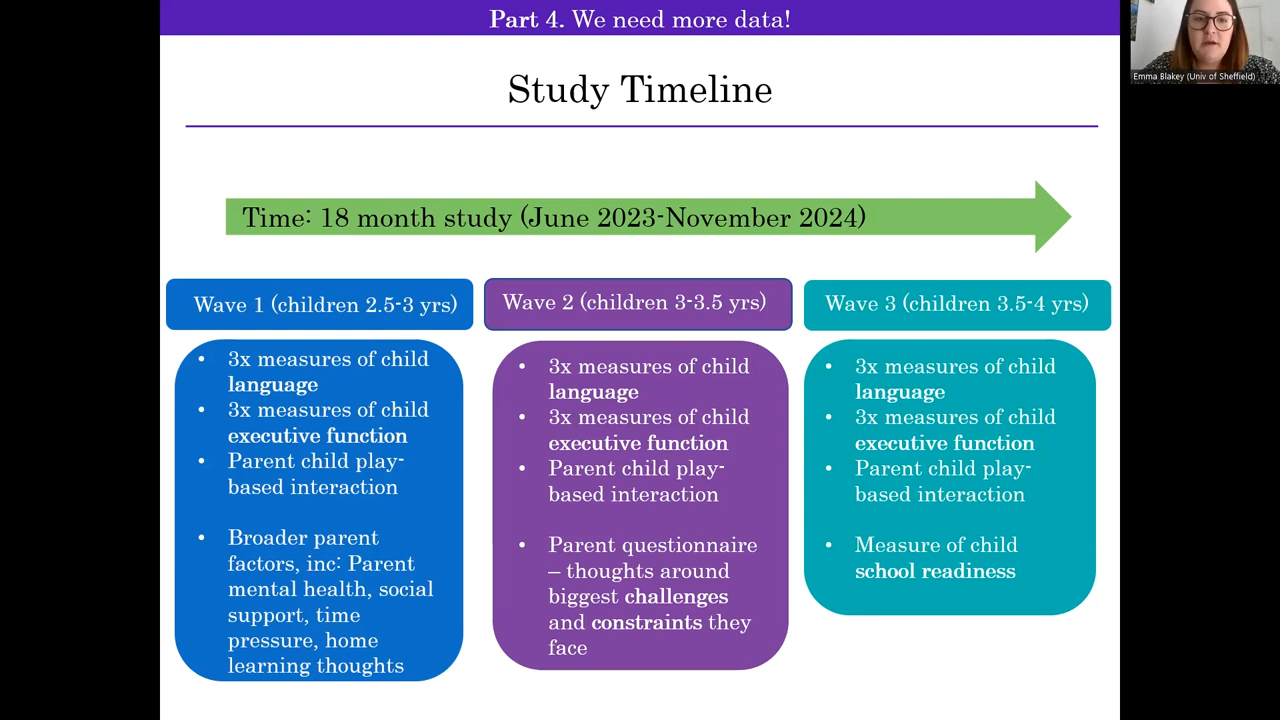 Part 4. We need more data!
Emma Blakey (Univ of Sheffield)
Study Timeline
Time: 18 month study (June 2023-November 2024)
Wave 1 (children 2.5-3 yrs)
• 3x measures of child
language
• 3x measures of child
executive function
• Parent child play-
based interaction
• Broader parent
factors, inc: Parent
mental health, social
support, time
pressure, home
learning thoughts
Wave 2 (children 3-3.5 yrs)
• 3x measures of child
language
• 3x measures of child
executive function
• Parent child play-
based interaction
• Parent questionnaire
– thoughts around
biggest challenges
and constraints they
face
Wave 3 (children 3.5-4 yrs)
• 3x measures of child
language
• 3x measures of child
executive function
• Parent child play-
based interaction
• Measure of child
school readiness